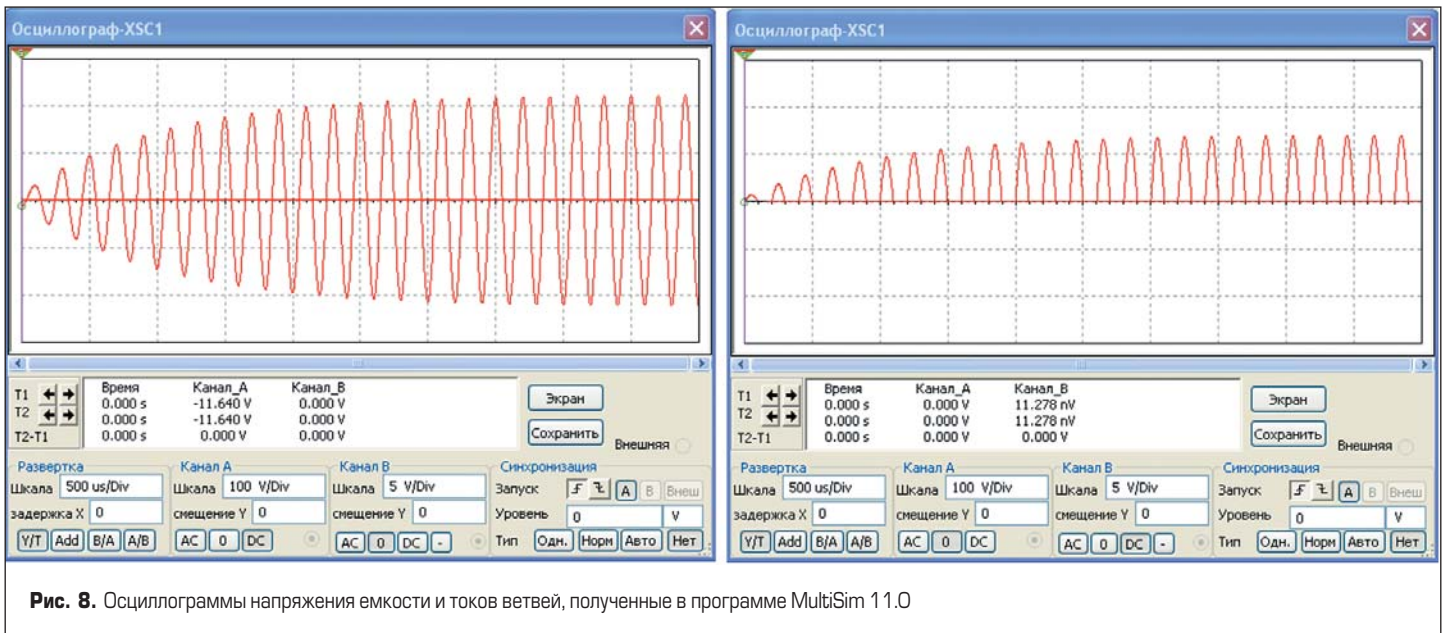 Осциллограф-XSC1
Время Канал_A Канал_B
T1 0.000 s -11.640 V 0.000 V
T2 0.000 s -11.640 V 0.000 V
T2-T1 0.000 s 0.000 V 0.000 V
Экран
Сохранить
Внешняя
Развертка Канал A Канал B Синхронизация
Шкала 500 us/Div Шкала 100 V/Div Шкала 5 V/Div Запуск A B Внеш
задержка X 0 смещение Y 0 смещение Y 0 Уровень 0 V
Y/T Add B/A A/B AC 0 DC AC 0 DC - Тип Одн. Норм Авто Нет
Осциллограф-XSC1
Время Канал_A Канал_B
T1 0.000 s 0.000 V 11.278 nV
T2 0.000 s 0.000 V 11.278 nV
T2-T1 0.000 s 0.000 V 0.000 V
Экран
Сохранить
Внешняя
Развертка Канал A Канал B Синхронизация
Шкала 500 us/Div Шкала 100 V/Div Шкала 5 V/Div Запуск A B Внеш
задержка X 0 смещение Y 0 смещение Y 0 Уровень 0 V
Y/T Add B/A A/B AC 0 DC AC 0 DC - Тип Одн. Норм Авто Нет
Рис. 8. Осциллограммы напряжения емкости и токов ветвей, полученные в программе MultiSim 11.0